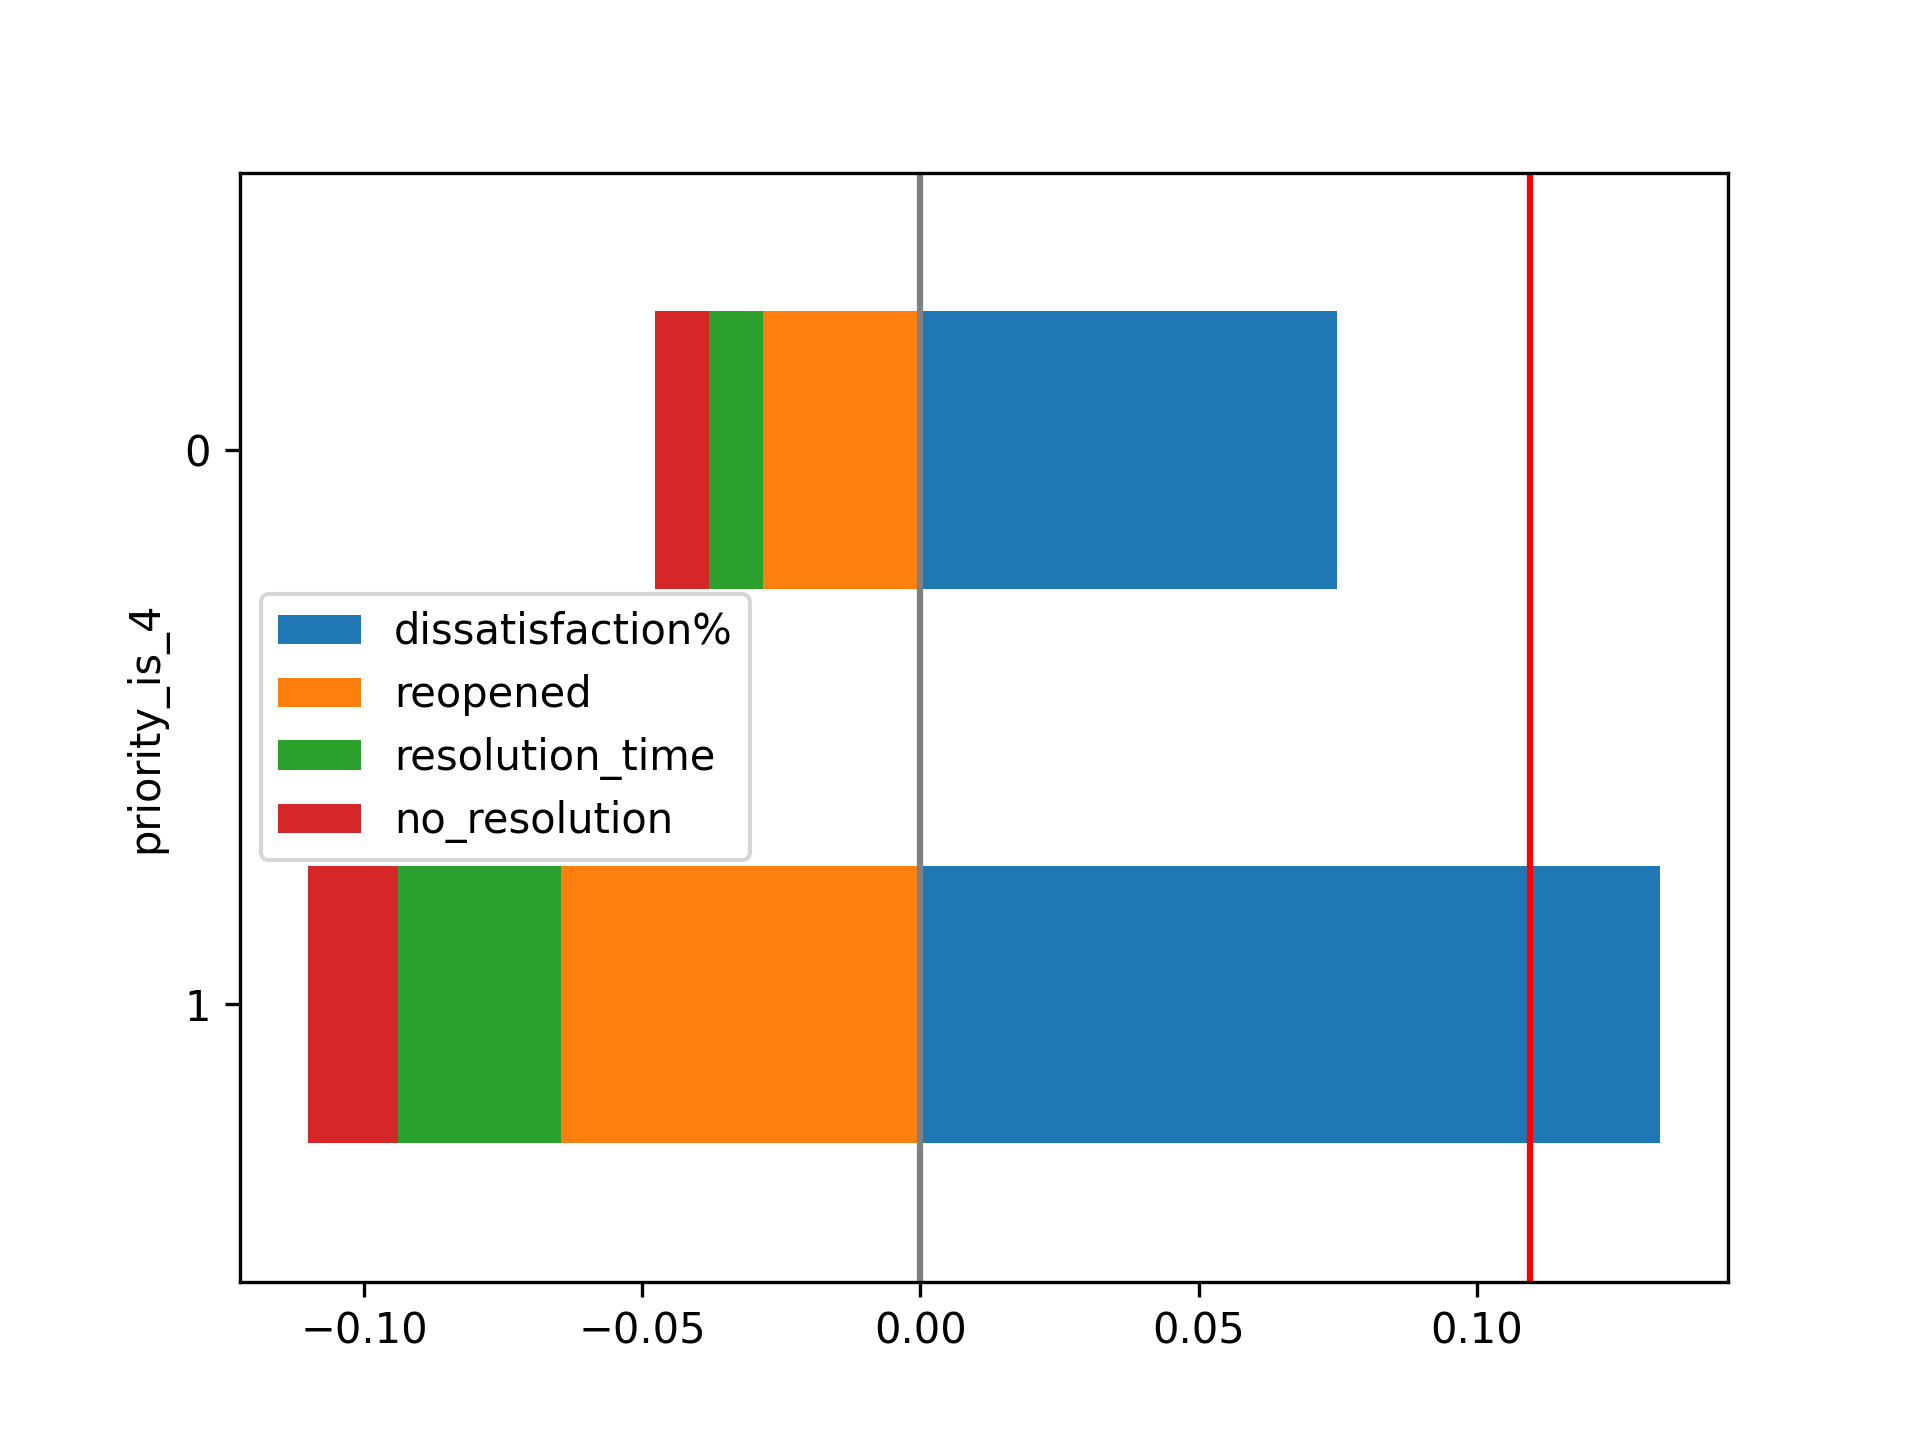 0
dissatisfaction%
reopened
resolution_time
no_resolution
priority_is_4
1
−0.10 −0.05 0.00 0.05 0.10